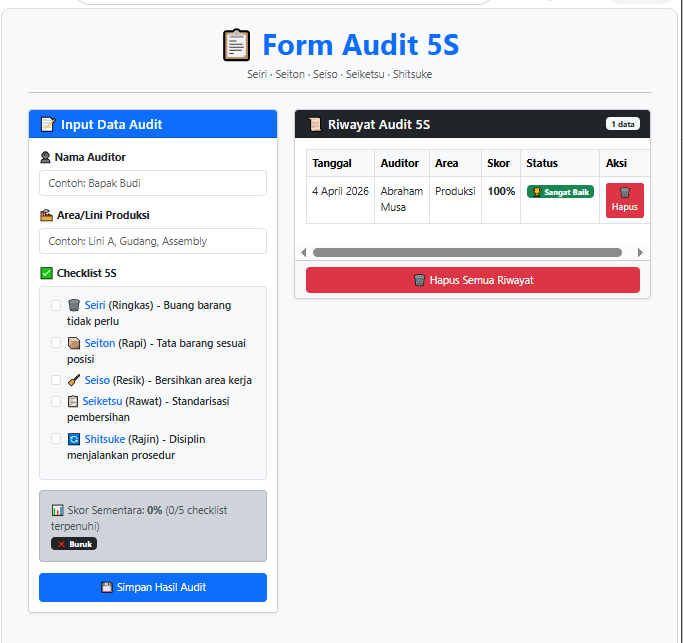 Form Audit 5S
Seiri · Seiton · Seiso · Seiketsu · Shitsuke
Input Data Audit
Nama Auditor
Contoh: Bapak Budi
Area/Lini Produksi
Contoh: Lini A, Gudang, Assembly
Checklist 5S
Seiri (Ringkas) - Buang barang
tidak perlu
Seiton (Rapi) - Tata barang sesuai
posisi
Seiso (Resik) - Bersihkan area kerja
Seiketsu (Rawat) - Standarisasi
pembersihan
Shitsuke (Rajin) - Disiplin
menjalankan prosedur
Skor Sementara: 0% (0/5 checklist
terpenuhi)
Buruk
Simpan Hasil Audit
Riwayat Audit 5S
1 data
Tanggal Auditor Area Skor Status Aksi
4 April 2026 Abraham Produksi 100% Sangat Baik
Musa
Hapus
Hapus Semua Riwayat